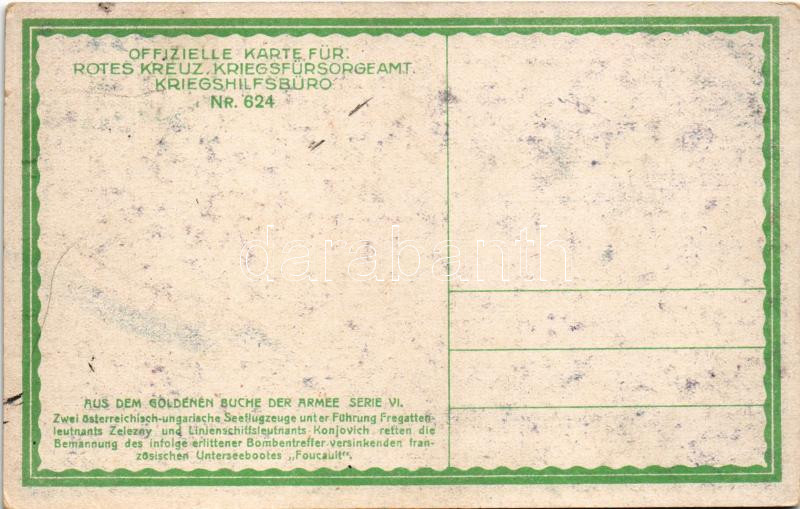 OFFIZIELLE KARTE FÜR:
ROTES KREUZ, KRIEGSFÜRSORGEAMT
KRIEGSHILFSBÜRO
NR. 624
darabanth
AUS DEM GOLDENEN BUCHE DER ARMEE SERIE VI.
Zwei österreichisch-ungarische Seeflugzeuge unter Führung Fregatten-
leutnants Zelezny und Linienschiffsleutnants Konjovich retten die
Bemannung des infolge erlittener Bombentreffer versinkenden fran-
zösischen Unterseebootes „Foucault“.